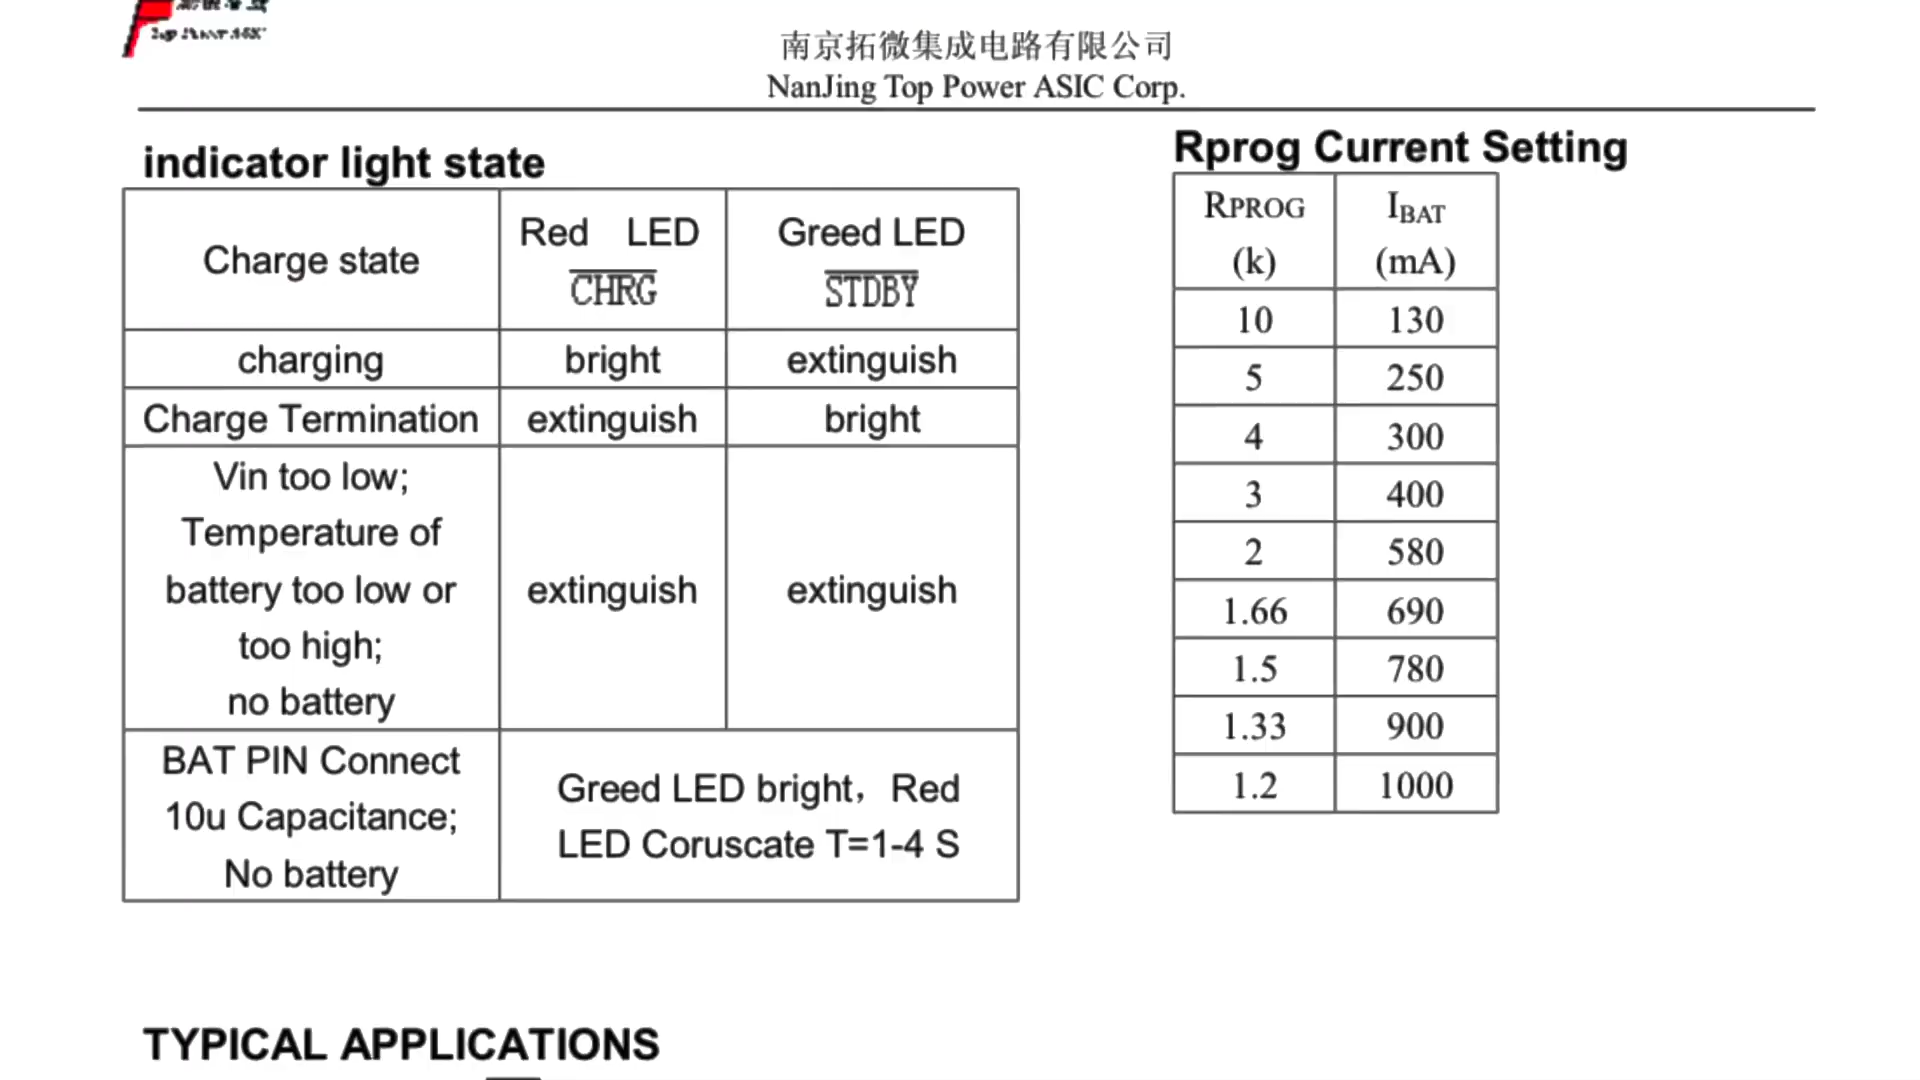 南京拓微集成电路有限公司
NanJing Top Power ASIC Corp.
indicator light state
Charge state
Red LED
CHRG
Greed LED
STDBY
charging
bright
extinguish
Charge Termination
extinguish
bright
Vin too low;
Temperature of
battery too low or
too high;
no battery
extinguish
extinguish
BAT PIN Connect
10u Capacitance;
No battery
Greed LED bright，Red
LED Coruscate T=1-4 S
Rprog Current Setting
RPROG
(k)
IBAT
(mA)
10
130
5
250
4
300
3
400
2
580
1.66
690
1.5
780
1.33
900
1.2
1000
TYPICAL APPLICATIONS